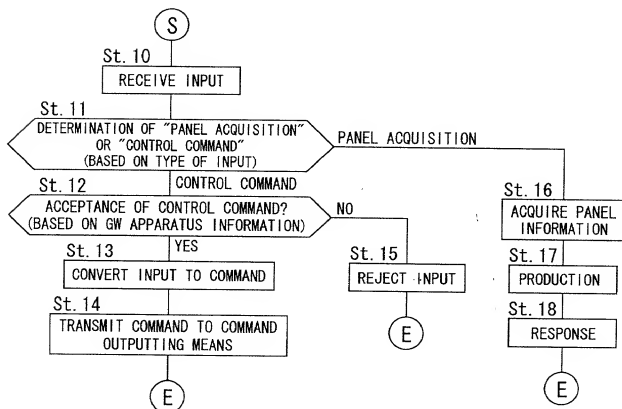 S
St. 10
RECEIVE INPUT
St. 11
DETERMINATION OF "PANEL ACQUISITION"
OR "CONTROL COMMAND"
(BASED ON TYPE OF INPUT)
PANEL ACQUISITION
CONTROL COMMAND
St. 12
ACCEPTANCE OF CONTROL COMMAND?
(BASED ON GW APPARATUS INFORMATION)
NO
YES
St. 13
CONVERT INPUT TO COMMAND
St. 14
TRANSMIT COMMAND TO COMMAND
OUTPUTTING MEANS
E
St. 15
REJECT INPUT
E
St. 16
ACQUIRE PANEL
INFORMATION
St. 17
PRODUCTION
St. 18
RESPONSE
E